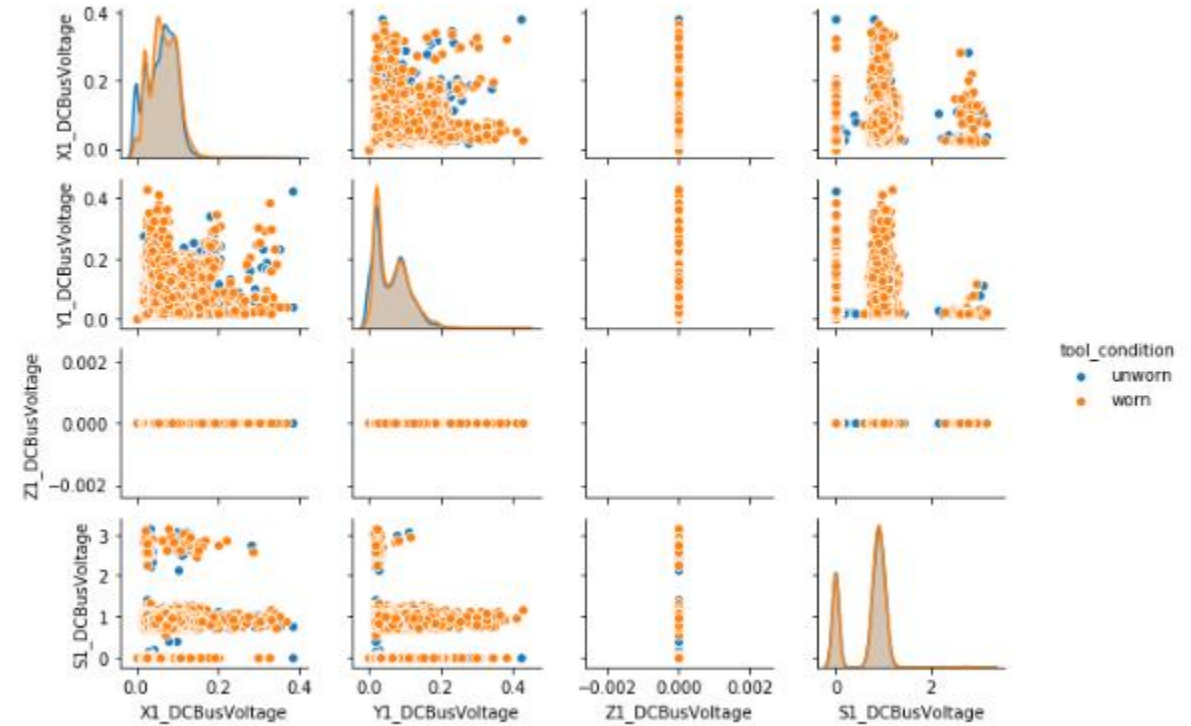 X1_DCBusVoltage
0.4
0.2
0.0
Y1_DCBusVoltage
0.4
0.2
0.0
Z1_DCBusVoltage
0.002
0.000
−0.002
S1_DCBusVoltage
3
2
1
0
0.0 0.2 0.4
X1_DCBusVoltage
0.0 0.2 0.4
Y1_DCBusVoltage
−0.002 0.000 0.002
Z1_DCBusVoltage
0 2
S1_DCBusVoltage
tool_condition
unworn
worn